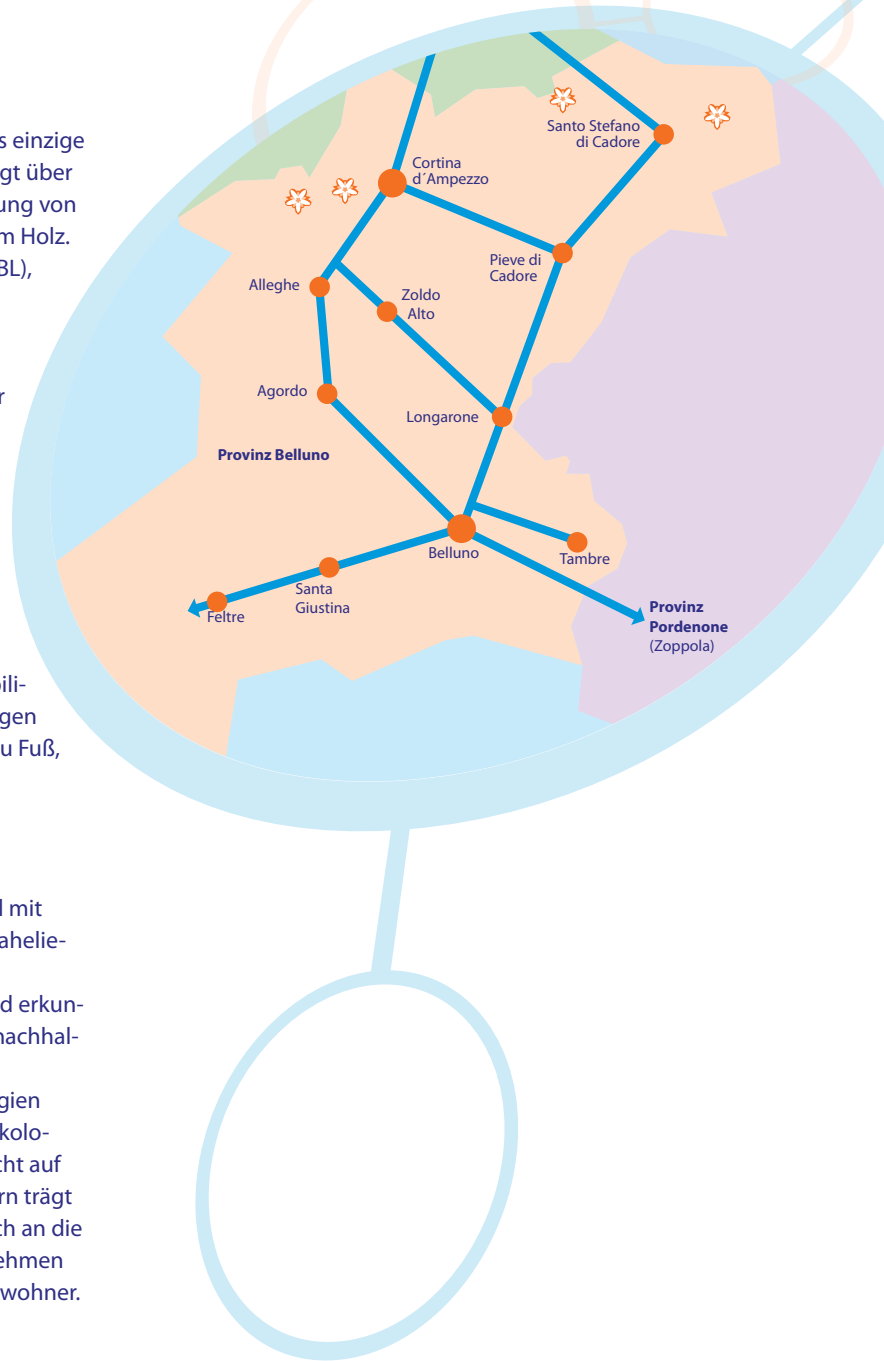 s einzige
gt über
ung von
m Holz.
BL),
r
bili-
gen
u Fuß,
l mit
ahelie-
d erkun-
nachhal-
gien
kolo-
cht auf
rn trägt
ch an die
ehmen
wohner.
Santo Stefano
di Cadore
Cortina
d´Ampezzo
Pieve di
Cadore
Alleghe
Zoldo
Alto
Agordo
Longarone
Provinz Belluno
Belluno
Tambre
Santa
Giustina
Feltre
Provinz
Pordenone
(Zoppola)